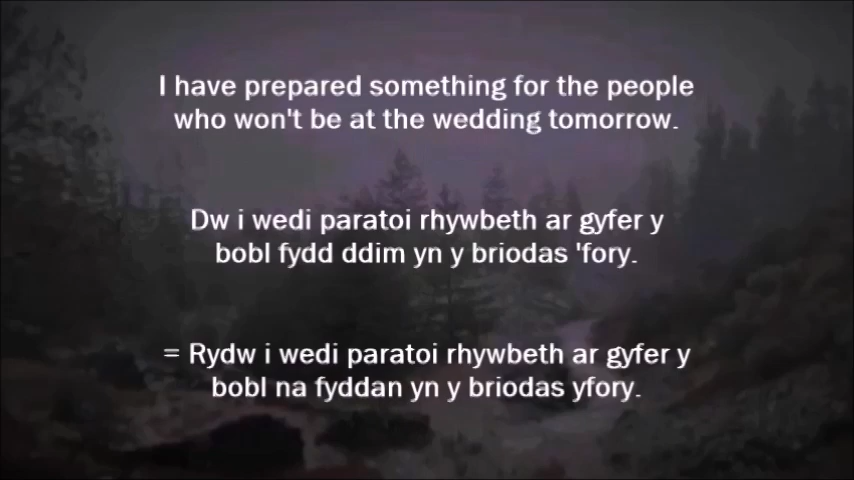 I have prepared something for the people
who won't be at the wedding tomorrow.
Dw i wedi paratoi rhywbeth ar gyfer y
bobl fydd ddim yn y briodas 'fory.
= Rydw i wedi paratoi rhywbeth ar gyfer y
bobl na fyddan yn y briodas yfory.